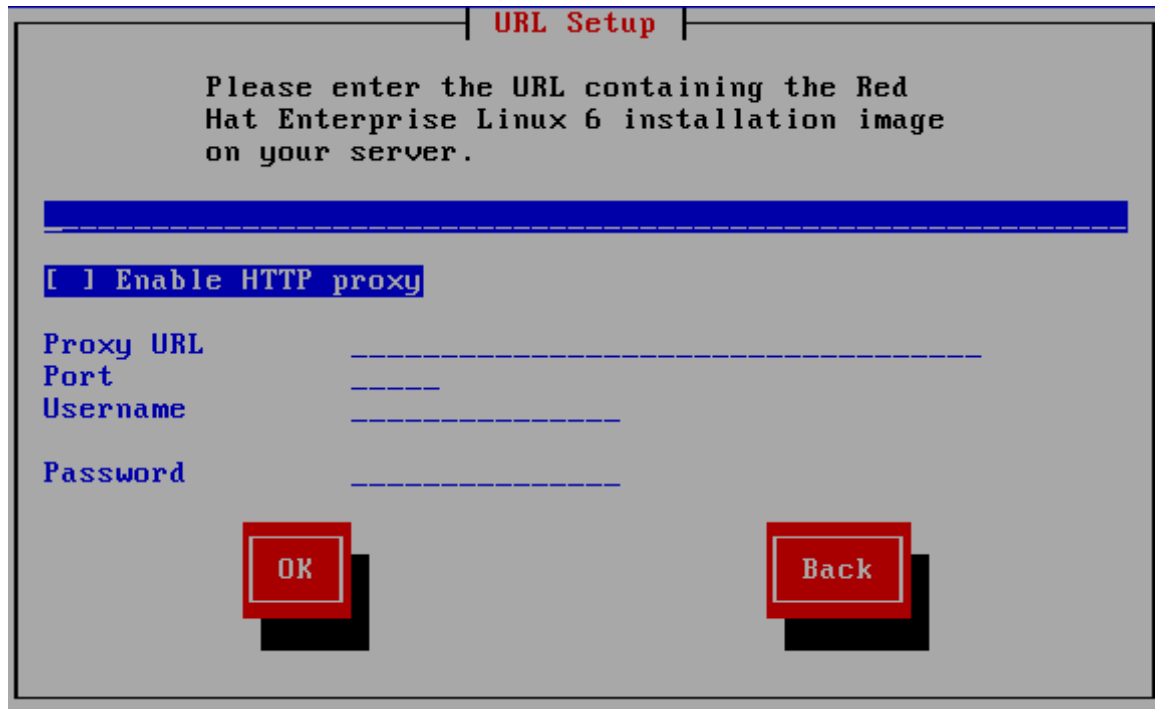 URL Setup
Please enter the URL containing the Red
Hat Enterprise Linux 6 installation image
on your server.
[ ] Enable HTTP proxy
Proxy URL
Port
Username
Password
OK Back